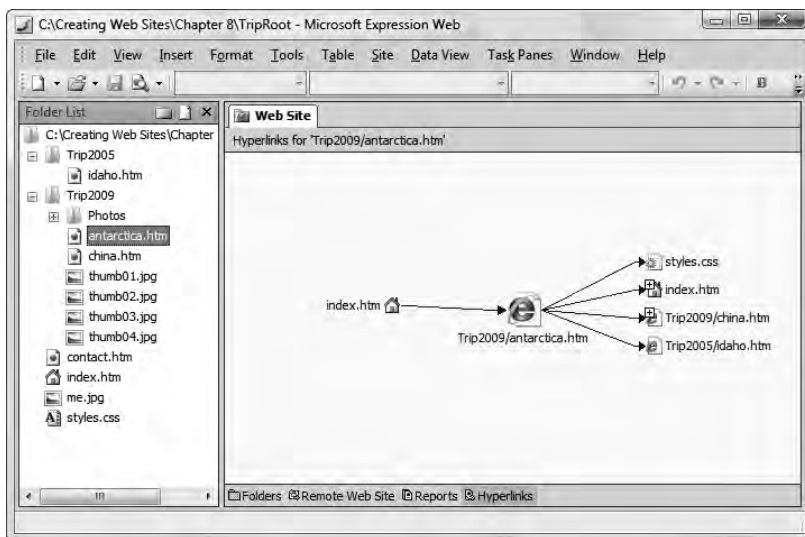 C:\Creating Web Sites\Chapter 8\TripRoot - Microsoft Expression Web
File Edit View Insert Format Tools Table Site Data View Task Panes Window Help
B
Folder List
C:\Creating Web Sites\Chapter
Trip2005
idaho.htm
Trip2009
Photos
antarctica.htm
china.htm
thumb01.jpg
thumb02.jpg
thumb03.jpg
thumb04.jpg
contact.htm
index.htm
me.jpg
styles.css
Web Site
Hyperlinks for 'Trip2009/antarctica.htm'
index.htm
Trip2009/antarctica.htm
styles.css
index.htm
Trip2009/china.htm
Trip2005/idaho.htm
Folders Remote Web Site Reports Hyperlinks